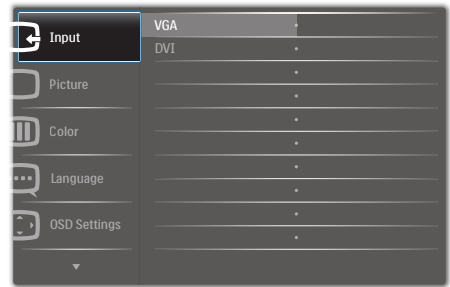 Input
VGA
DVI
Picture
Color
Language
OSD Settings